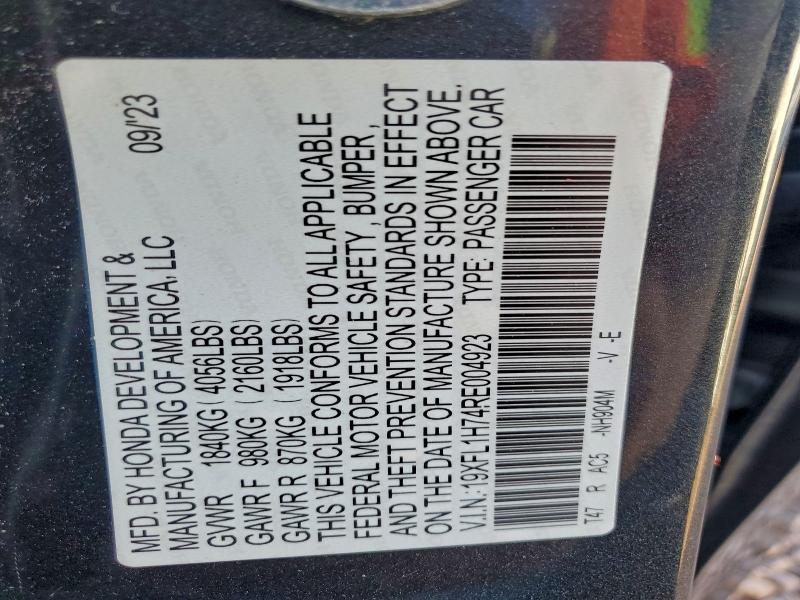 MFD. BY HONDA DEVELOPMENT & 09/'23
MANUFACTURING OF AMERICA. LLC
GVWR 1840KG (4056LBS)
GAWR F 980KG (2160LBS)
GAWR R 870KG (1918LBS)
THIS VEHICLE CONFORMS TO ALL APPLICABLE
FEDERAL MOTOR VEHICLE SAFETY , BUMPER ,
AND THEFT PREVENTION STANDARDS IN EFFECT
ON THE DATE OF MANUFACTURE SHOWN ABOVE.
V.I.N.:19XFL1H74RE004923 TYPE: PASSENGER CAR
T47 R AC5 -NH904M -V -E